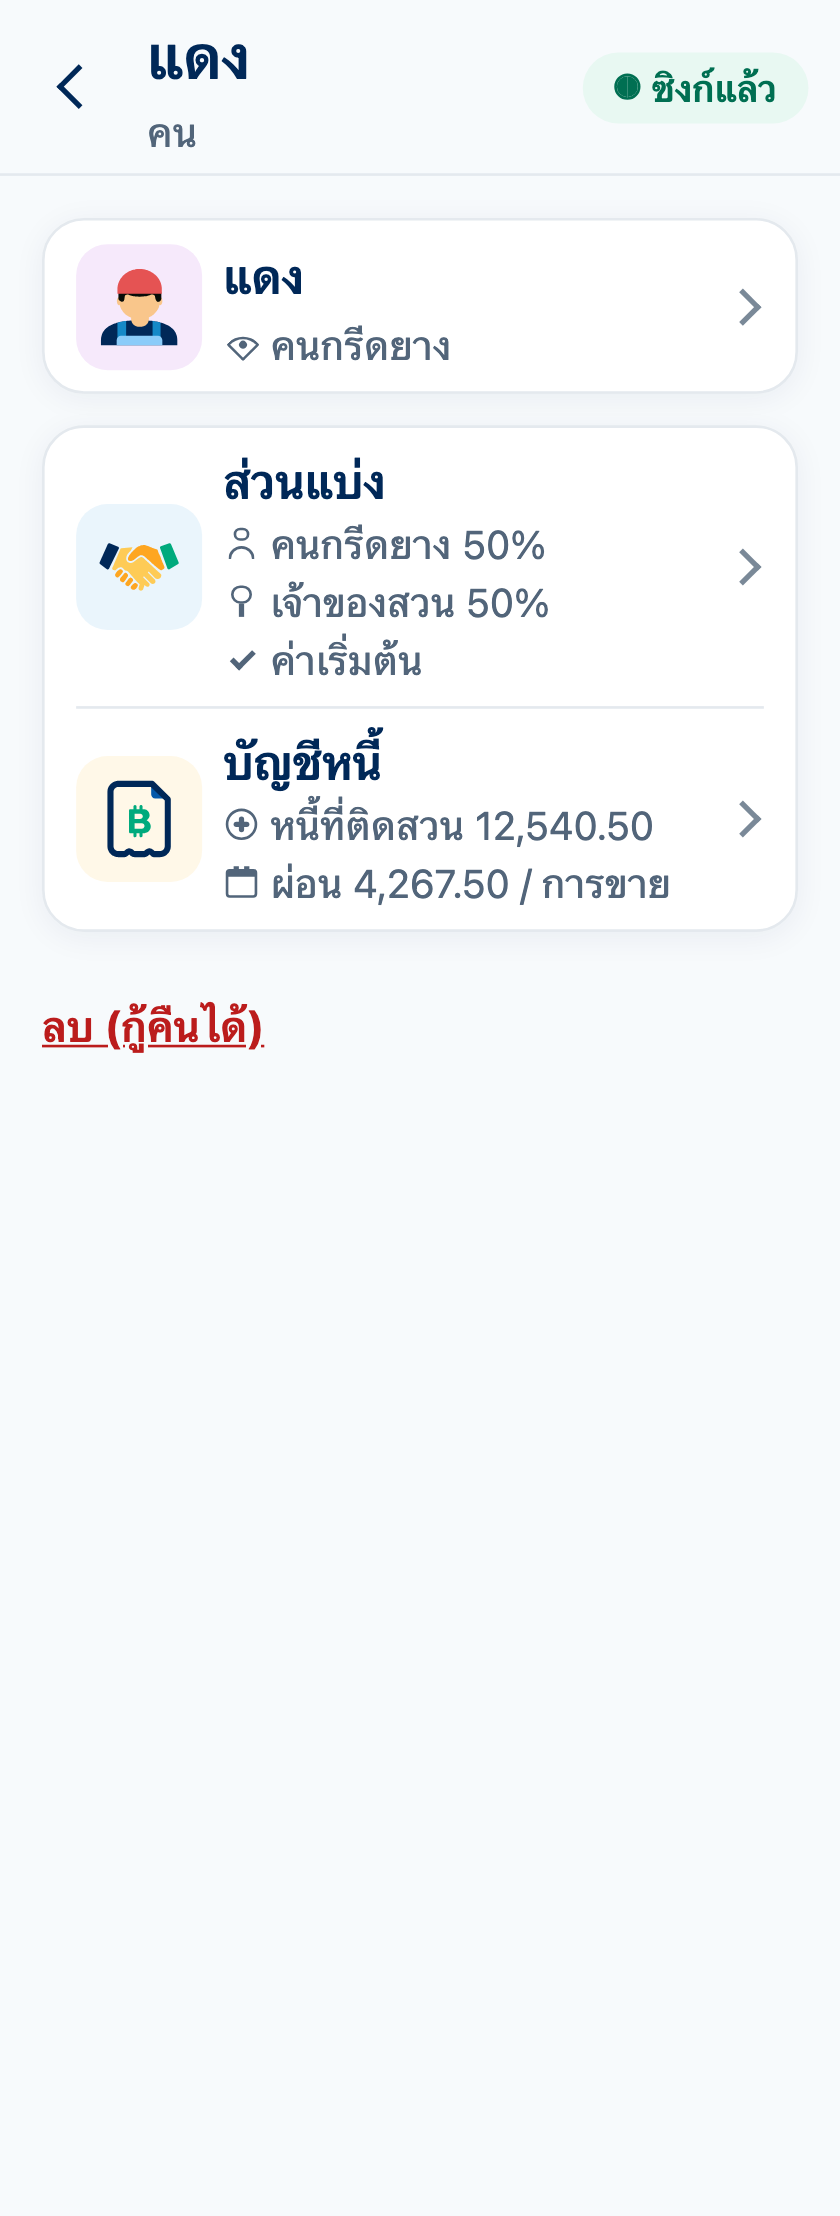 แดง
คน
ซิงก์แล้ว
แดง
คนกรีดยาง
ส่วนแบ่ง
คนกรีดยาง 50%
เจ้าของสวน 50%
ค่าเริ่มต้น
บัญชีหนี้
หนี้ที่ติดสวน 12,540.50
ผ่อน 4,267.50 / การขาย
ลบ (กู้คืนได้)